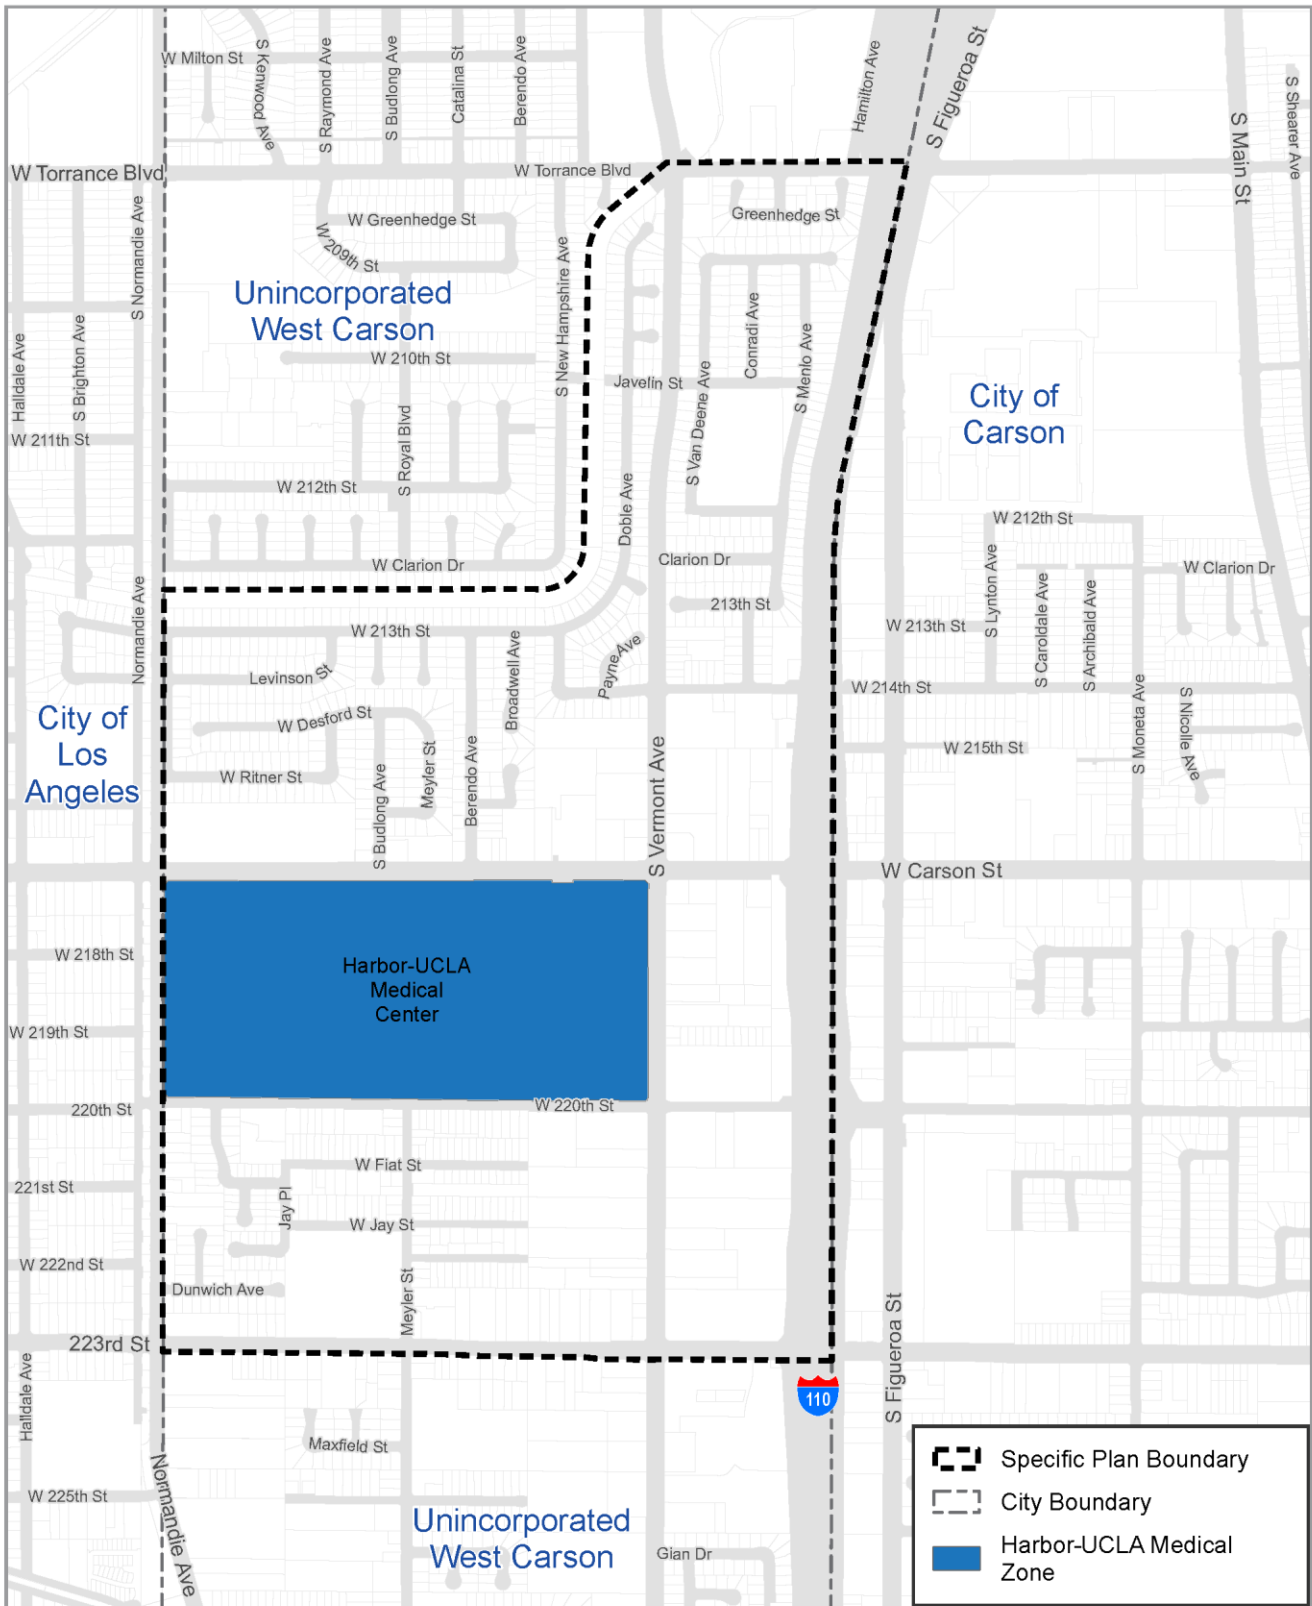 W Milton St
S Kenwood Ave
S Raymond Ave
S Budlong Ave
Catalina St
Berendo Ave
Hamilton Ave
S Figueroa St
S Main St
S Shearer Ave
W Torrance Blvd
W Torrance Blvd
S Normandie Ave
W Greenhedge St
W 209th St
Greenhedge St
Unincorporated
West Carson
S New Hampshire Ave
Halldale Ave
S Brighton Ave
W 210th St
Javelin St
Conradi Ave
S Menlo Ave
S Van Deene Ave
City of
Carson
W 211th St
S Royal Blvd
W 212th St
Doble Ave
W 212th St
W Clarion Dr
Clarion Dr
W Clarion Dr
S Lynton Ave
S Caroldale Ave
S Archibald Ave
Normandie Ave
213th St
W 213th St
W 213th St
Levinson St
Broadwell Ave
Payne Ave
W 214th St
S Moneta Ave
S Nicolle Ave
City of
Los
Angeles
W Desford St
W 215th St
W Ritner St
S Budlong Ave
Meyler St
Berendo Ave
S Vermont Ave
W Carson St
W 218th St
Harbor-UCLA
Medical
Center
W 219th St
220th St
W 220th St
W Fiat St
221st St
Jay Pl
W Jay St
W 222nd St
Dunwich Ave
Meyler St
223rd St
S Figueroa St
Halldale Ave
110
Maxfield St
Normandie Ave
W 225th St
Unincorporated
West Carson
Gian Dr
Specific Plan Boundary
City Boundary
Harbor-UCLA Medical
Zone